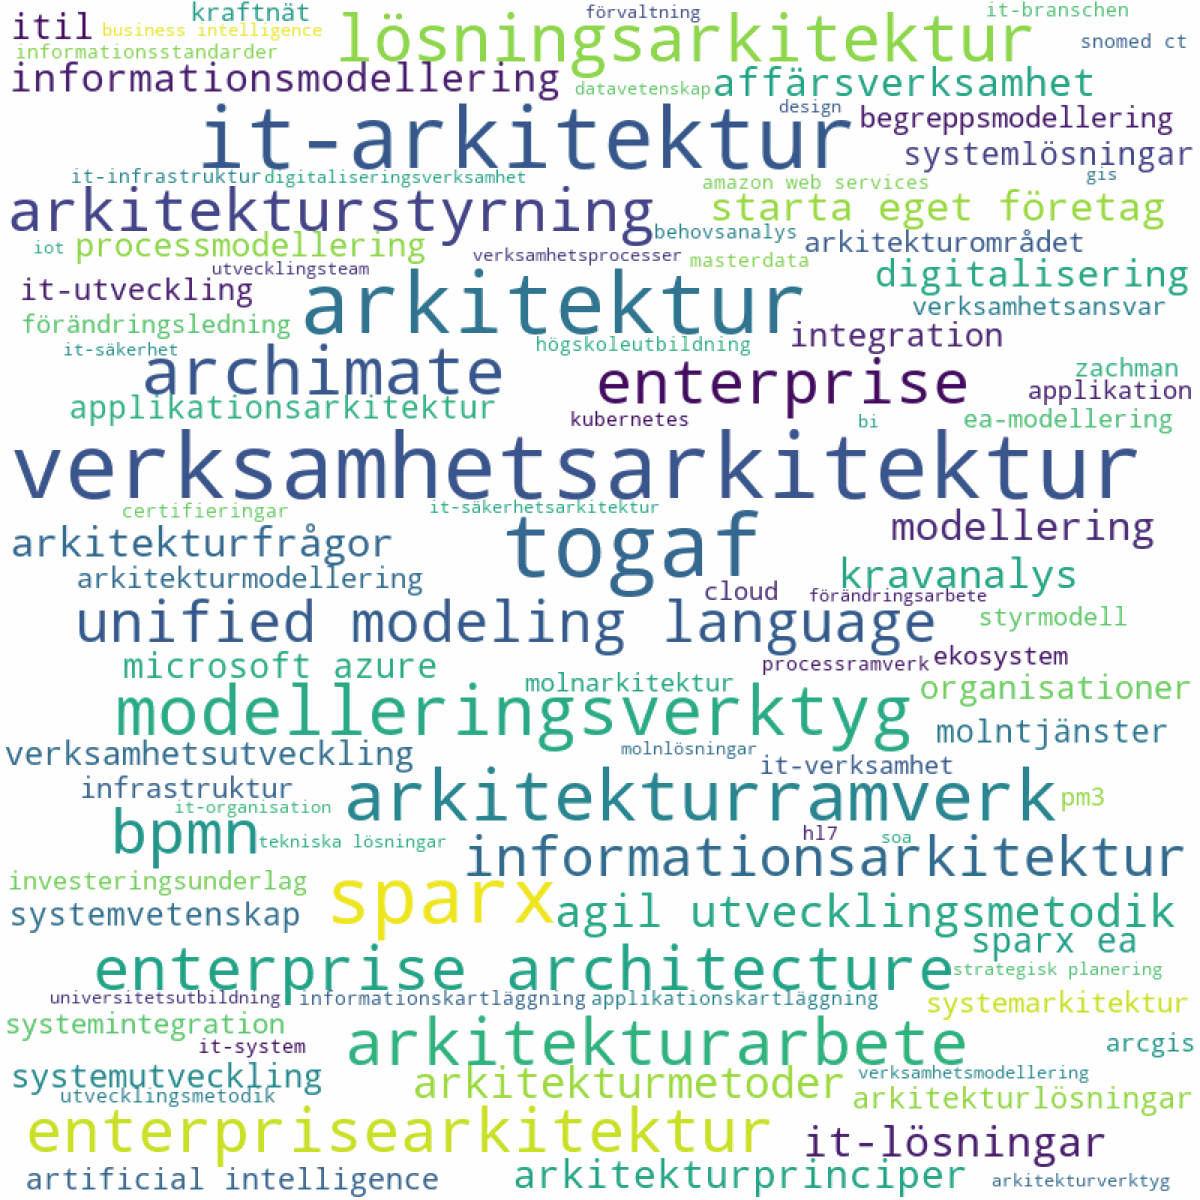 kraftnät
förvaltning
it-branschen
itil
business intelligence
lösningsarkitektur
snomed ct
informationsstandarder
informationsmodellering
datavetenskap
affärsverksamhet
it-arkitektur
design
begreppsmodellering
systemlösningar
it-infrastruktur
digitaliseringsverksamhet
amazon web services
gis
arkitekturstyrning
starta eget företag
iot
processmodellering
behovsanalys
arkitekturområdet
utvecklingsteam
verksamhetsprocesser
masterdata
digitalisering
it-utveckling
arkitektur
verksamhetsansvar
förändringsledning
integration
it-säkerhet
högskoleutbildning
archimate
enterprise
zachman
applikation
applikationsarkitektur
kubernetes
bi
ea-modellering
verksamhetsarkitektur
certifieringar
it-säkerhetsarkitektur
arkitekturfrågor
togaf
modellering
arkitekturmodellering
kravanalys
cloud
förändringsarbete
unified modeling language
styrmodell
microsoft azure
processramverk
ekosystem
molnarkitektur
organisationer
modelleringsverktyg
molntjänster
verksamhetsutveckling
molnlösningar
it-verksamhet
infrastruktur
arkitekturramverk
pm3
it-organisation
bpmn
tekniska lösningar
hl7
soa
informationsarkitektur
investeringsunderlag
sparx
systemvetenskap
agil utvecklingsmetodik
sparx ea
enterprise architecture
strategisk planering
universitetsutbildning
informationskartläggning
applikationskartläggning
systemarkitektur
systemintegration
it-system
arkitekturarbete
arcgis
systemutveckling
arkitekturmetoder
verksamhetsmodellering
utvecklingsmetodik
arkitekturlösningar
enterprisearkitektur
it-lösningar
artificial intelligence
arkitekturprinciper
arkitekturverktyg